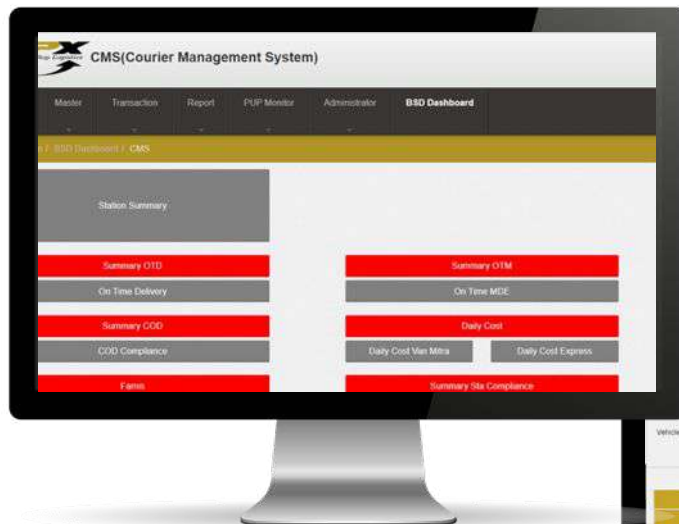 CMS(Courier Management System)
Master Transaction Report PUP Monitor Administrator BSD Dashboard
/ BSD Dashboard / CMS
Station Summary
Summary OTD Summary OTM
On Time Delivery On Time MDE
Summary COD Daily Cost
COD Compliance Daily Cost Van Mitra Daily Cost Express
Famis Summary Sta Compliance